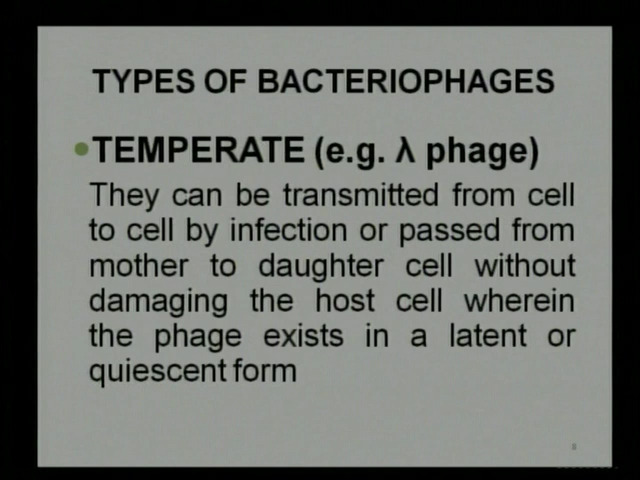 TYPES OF BACTERIOPHAGES
•TEMPERATE (e.g. λ phage)
They can be transmitted from cell
to cell by infection or passed from
mother to daughter cell without
damaging the host cell wherein
the phage exists in a latent or
quiescent form
8